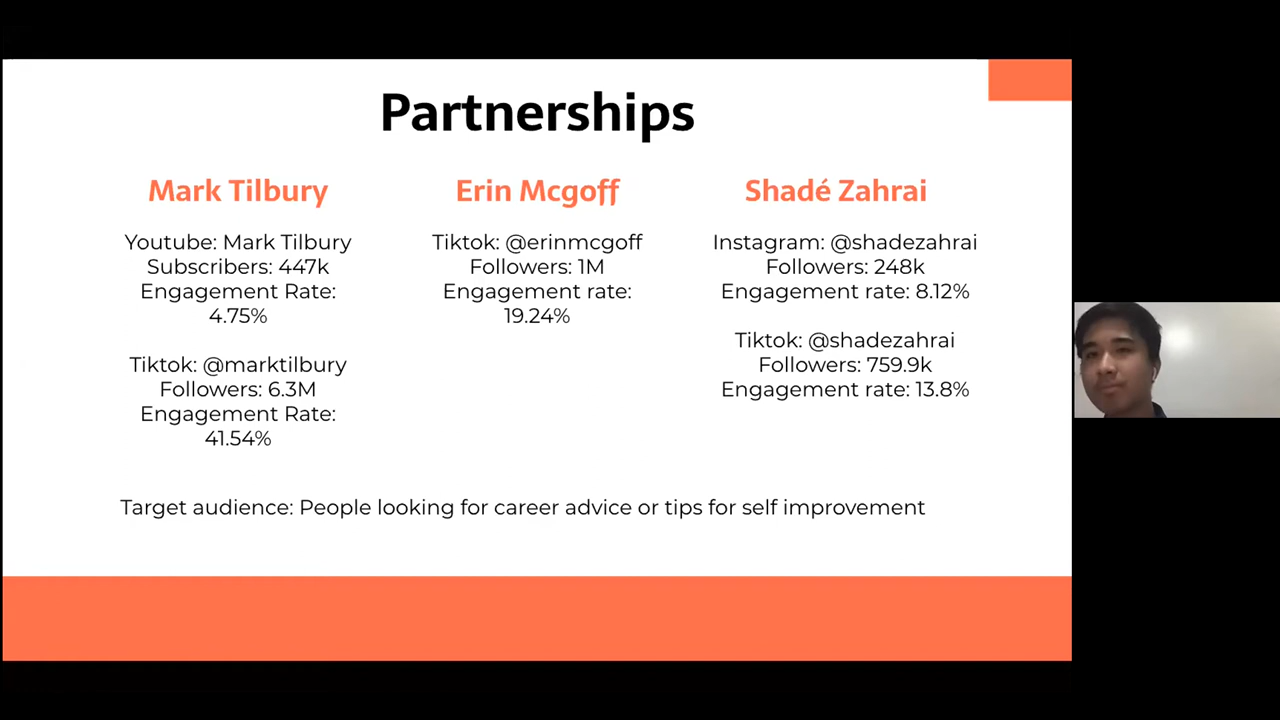 Partnerships
Mark Tilbury
Youtube: Mark Tilbury
Subscribers: 447k
Engagement Rate:
4.75%
Tiktok: @marktilbury
Followers: 6.3M
Engagement Rate:
41.54%
Erin Mcgoff
Tiktok: @erinmcgoff
Followers: 1M
Engagement rate:
19.24%
Shadé Zahrai
Instagram: @shadezahrai
Followers: 248k
Engagement rate: 8.12%
Tiktok: @shadezahrai
Followers: 759.9k
Engagement rate: 13.8%
Target audience: People looking for career advice or tips for self improvement